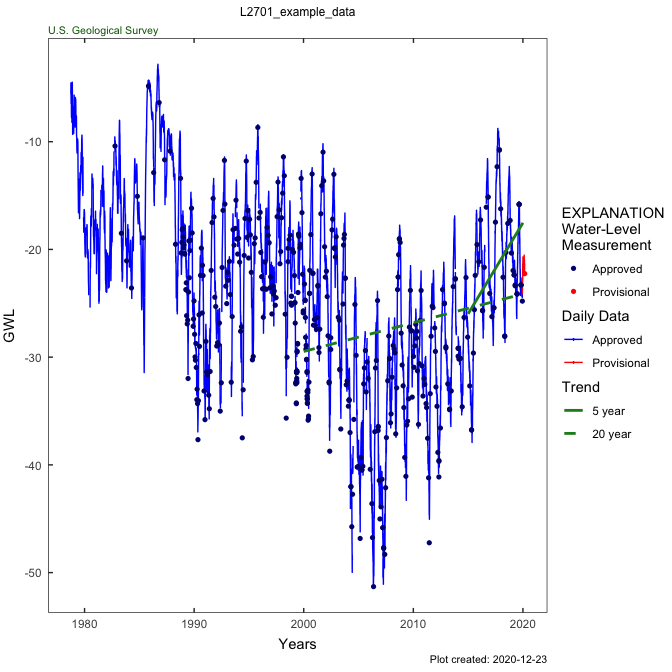 L2701_example_data
U.S. Geological Survey
GWL
-10
-20
-30
-40
-50
1980
1990
2000
2010
2020
Years
EXPLANATION
Water-Level
Measurement
Approved
Provisional
Daily Data
Approved
Provisional
Trend
5 year
20 year
Plot created: 2020-12-23